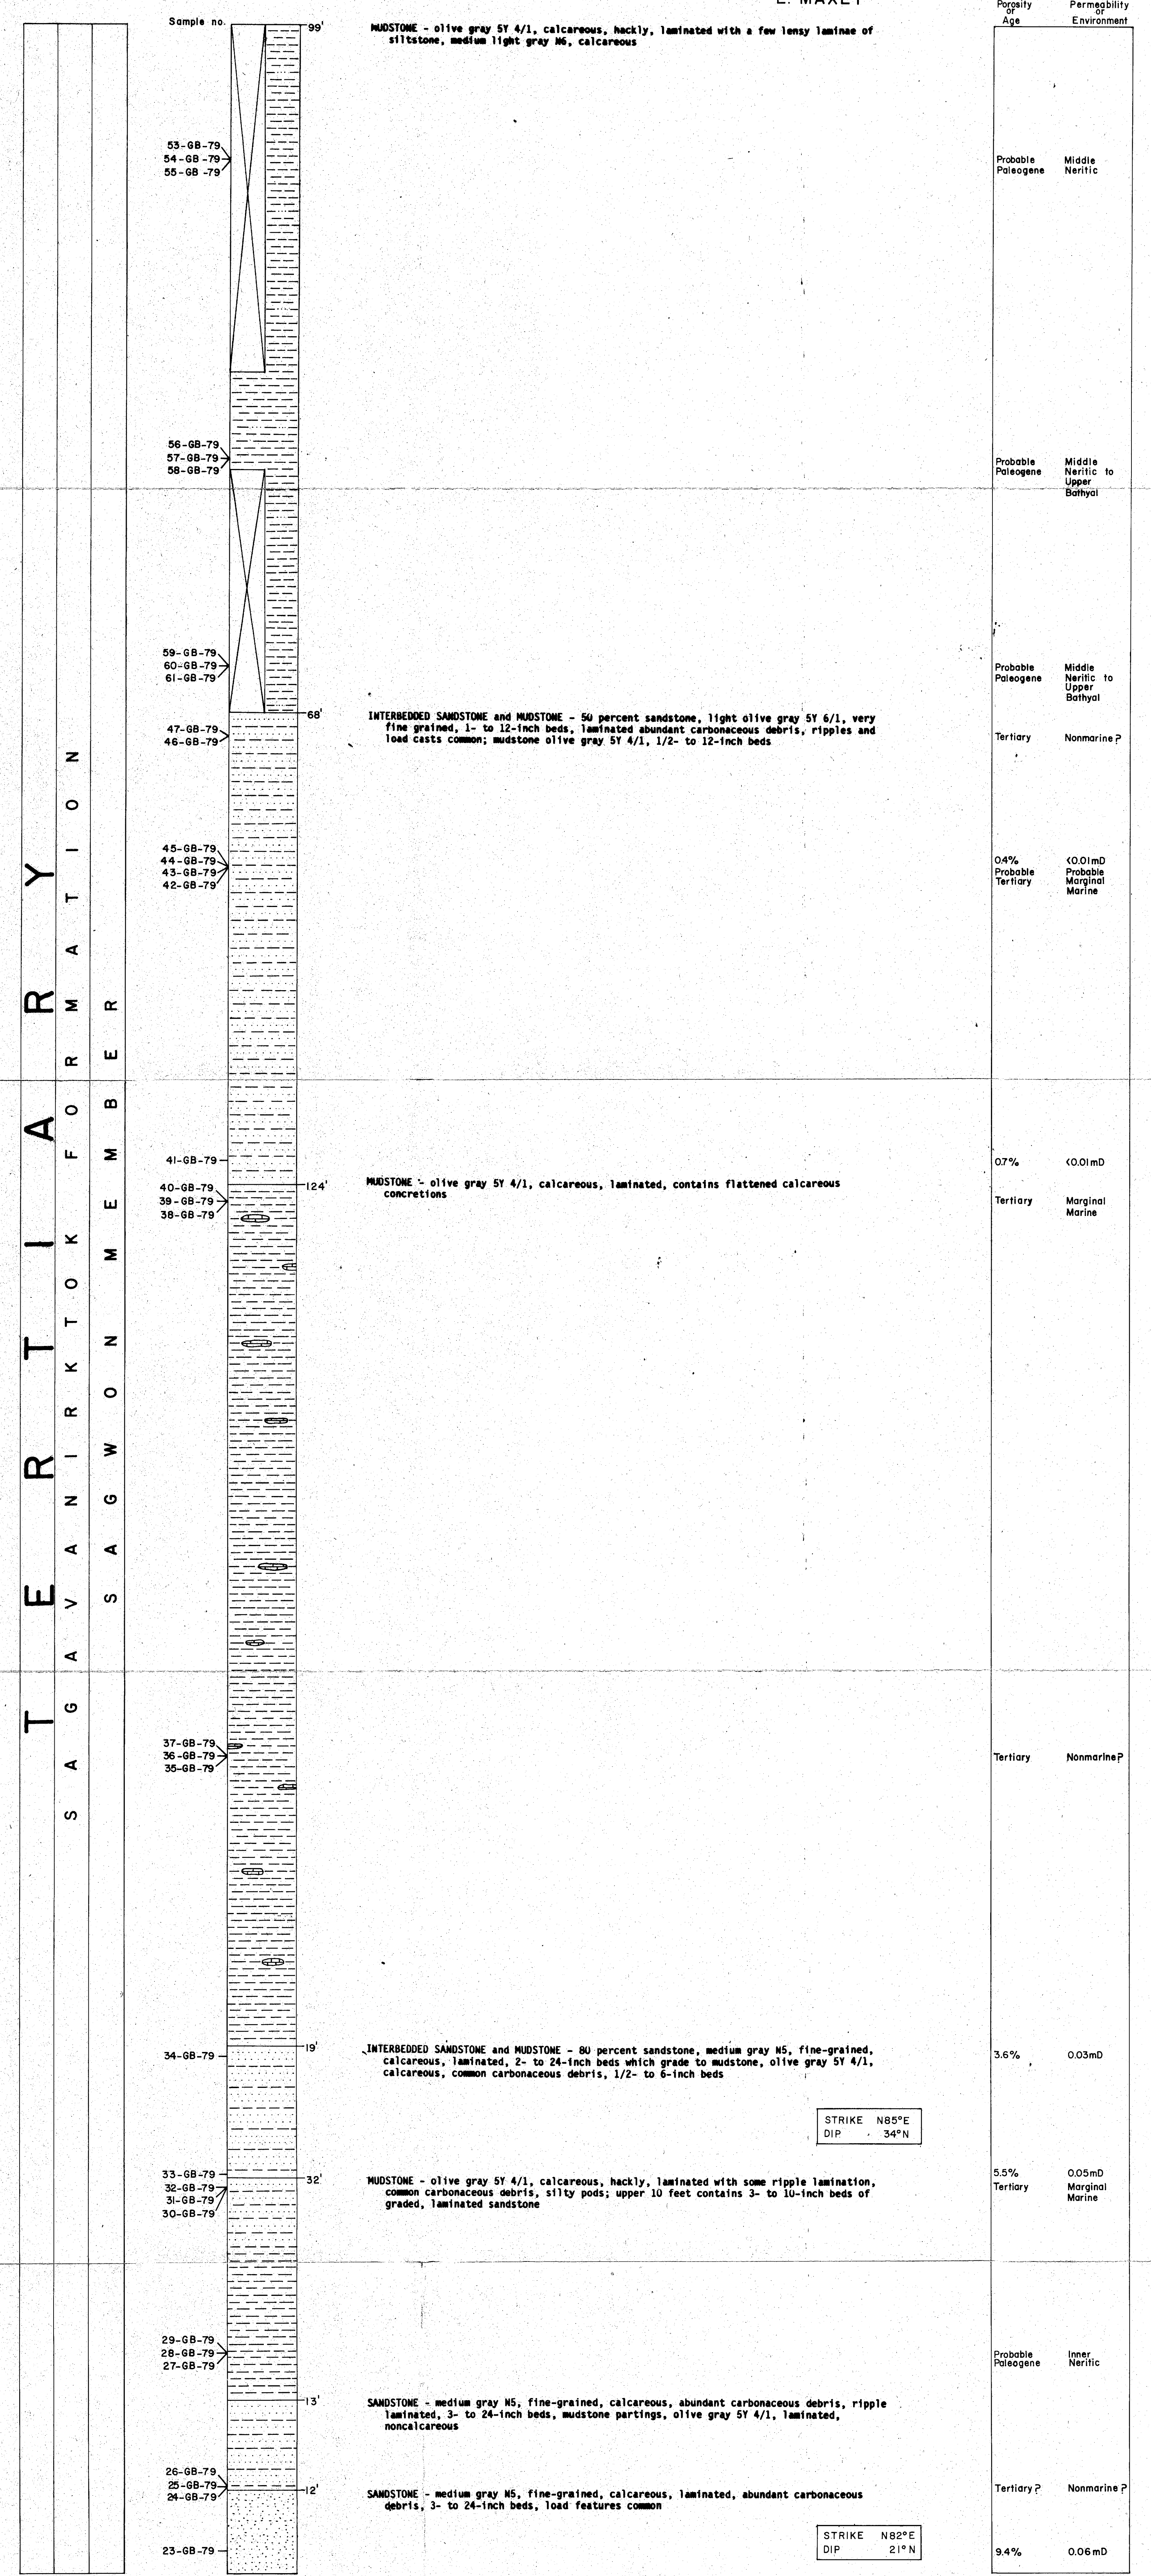 E. MAXEY
Porosity or Age
Permeability or Environment
Sample no.
99'
MUDSTONE - olive gray 5Y 4/1, calcareous, hackly, laminated with a few lensy laminae of
siltstone, medium light gray N6, calcareous
53-GB-79
54-GB-79
55-GB-79
Probable Paleogene
Middle Neritic
56-GB-79
57-GB-79
58-GB-79
Probable Paleogene
Middle Neritic to Upper Bathyal
59-GB-79
60-GB-79
61-GB-79
Probable Paleogene
Middle Neritic to Upper Bathyal
68'
INTERBEDDED SANDSTONE and MUDSTONE - 50 percent sandstone, light olive gray 5Y 6/1, very
fine grained, 1- to 12-inch beds, laminated abundant carbonaceous debris, ripples and
load casts common; mudstone olive gray 5Y 4/1, 1/2- to 12-inch beds
47-GB-79
46-GB-79
Tertiary
Nonmarine?
45-GB-79
44-GB-79
43-GB-79
42-GB-79
0.4%
<0.01mD
Probable Tertiary
Probable Marginal Marine
TERTIARY
SAGAVANIRKTOK FORMATION
SAGWON MEMBER
41-GB-79
0.7%
<0.01mD
40-GB-79
39-GB-79
38-GB-79
124'
MUDSTONE - olive gray 5Y 4/1, calcareous, laminated, contains flattened calcareous
concretions
Tertiary
Marginal Marine
37-GB-79
36-GB-79
35-GB-79
Tertiary
Nonmarine?
19'
34-GB-79
INTERBEDDED SANDSTONE and MUDSTONE - 80 percent sandstone, medium gray N5, fine-grained,
calcareous, laminated, 2- to 24-inch beds which grade to mudstone, olive gray 5Y 4/1,
calcareous, common carbonaceous debris, 1/2- to 6-inch beds
3.6%
0.03mD
STRIKE N85°E
DIP 34°N
33-GB-79
32-GB-79
31-GB-79
30-GB-79
32'
MUDSTONE - olive gray 5Y 4/1, calcareous, hackly, laminated with some ripple lamination,
common carbonaceous debris, silty pods; upper 10 feet contains 3- to 10-inch beds of
graded, laminated sandstone
5.5%
0.05mD
Tertiary
Marginal Marine
29-GB-79
28-GB-79
27-GB-79
Probable Paleogene
Inner Neritic
13'
SANDSTONE - medium gray N5, fine-grained, calcareous, abundant carbonaceous debris, ripple
laminated, 3- to 24-inch beds, mudstone partings, olive gray 5Y 4/1, laminated,
noncalcareous
26-GB-79
25-GB-79
24-GB-79
12'
SANDSTONE - medium gray N5, fine-grained, calcareous, laminated, abundant carbonaceous
debris, 3- to 24-inch beds, load features common
Tertiary?
Nonmarine?
STRIKE N82°E
DIP 21°N
23-GB-79
9.4%
0.06mD